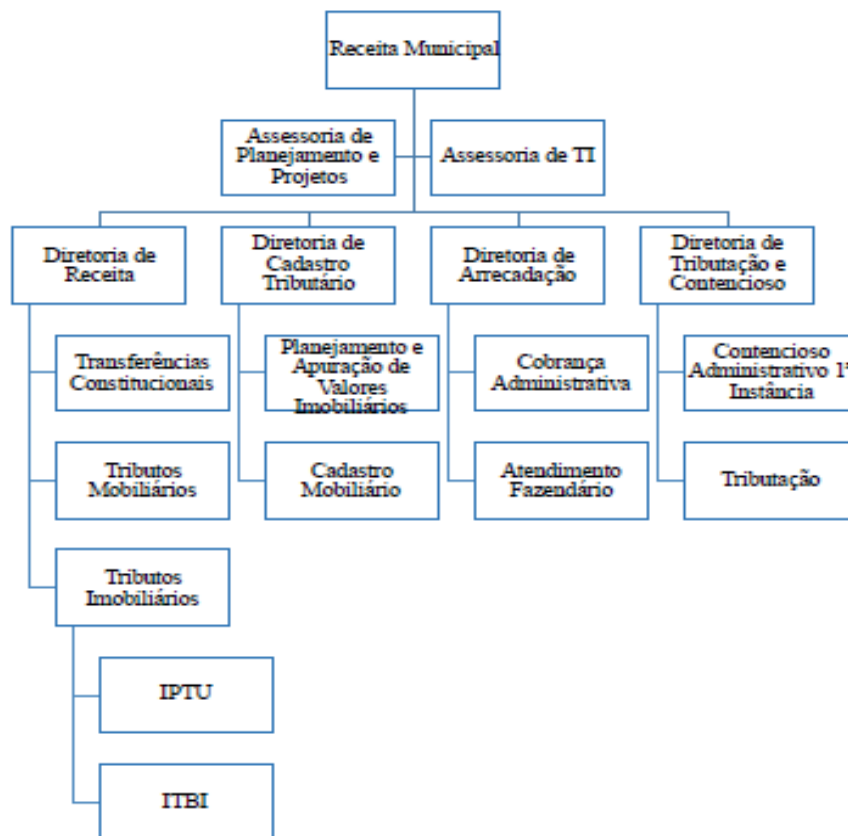 Receita Municipal
Assessoria de
Planejamento e
Projetos
Assessoria de TI
Diretoria de
Receita
Diretoria de
Cadastro
Tributário
Diretoria de
Arrecadação
Diretoria de
Tributação e
Contencioso
Transferências
Constitucionais
Planejamento e
Apuração de
Valores
Imobiliários
Cobrança
Administrativa
Contencioso
Administrativo 1ª
Instância
Tributos
Mobiliários
Cadastro
Mobiliário
Atendimento
Fazendário
Tributação
Tributos
Imobiliários
IPTU
ITBI